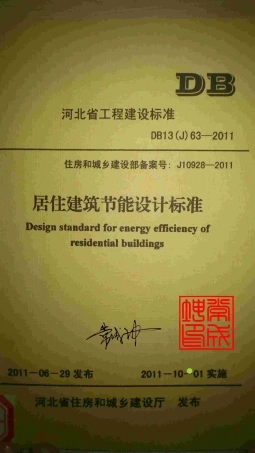 DB
河北省工程建设标准
DB13(J)63—2011
住房和城乡建设部备案号：J10928—2011
居住建筑节能设计标准
Design standard for energy efficiency of
residential buildings
2011—06—29 发布 2011—10—01 实施
河北省住房和城乡建设厅 发布